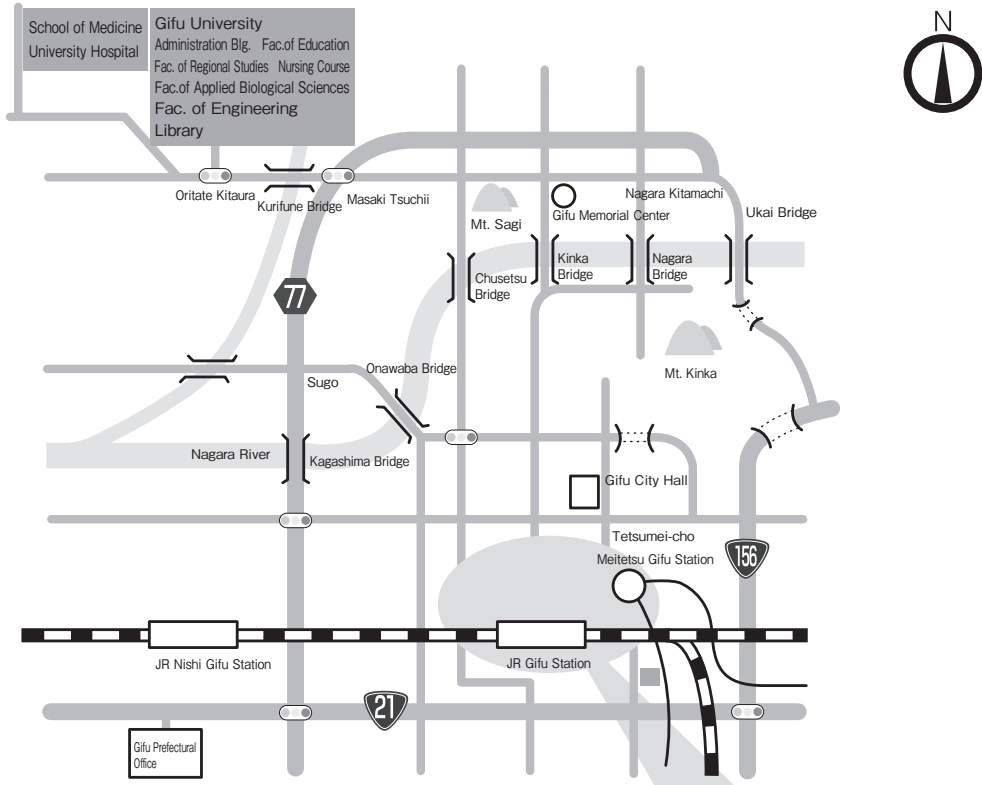 School of Medicine
University Hospital
Gifu University
Administration Blg. Fac.of Education
Fac. of Regional Studies Nursing Course
Fac.of Applied Biological Sciences
Fac. of Engineering
Library
N
Oritate Kitaura
Kurifune Bridge
Masaki Tsuchii
Mt. Sagi
Nagara Kitamachi
Gifu Memorial Center
Ukai Bridge
Chusetsu
Bridge
Kinka
Bridge
Nagara
Bridge
77
Mt. Kinka
Onawaba Bridge
Sugo
Nagara River
Kagashima Bridge
Gifu City Hall
Tetsumei-cho
Meitetsu Gifu Station
156
JR Nishi Gifu Station
JR Gifu Station
21
Gifu Prefectural
Office